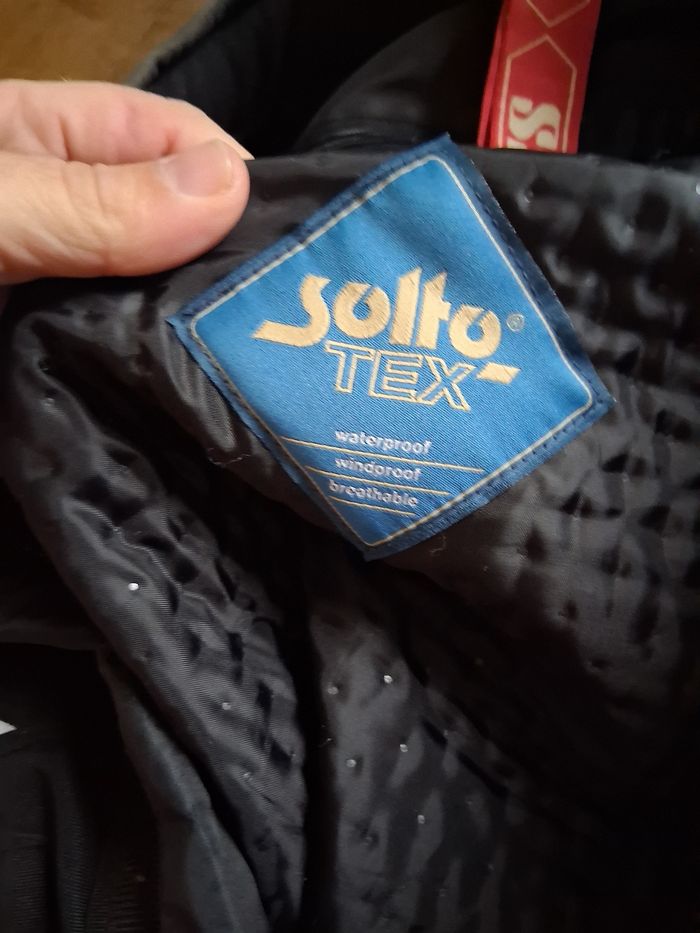 Solto®
TEX
waterproof
windproof
breathable